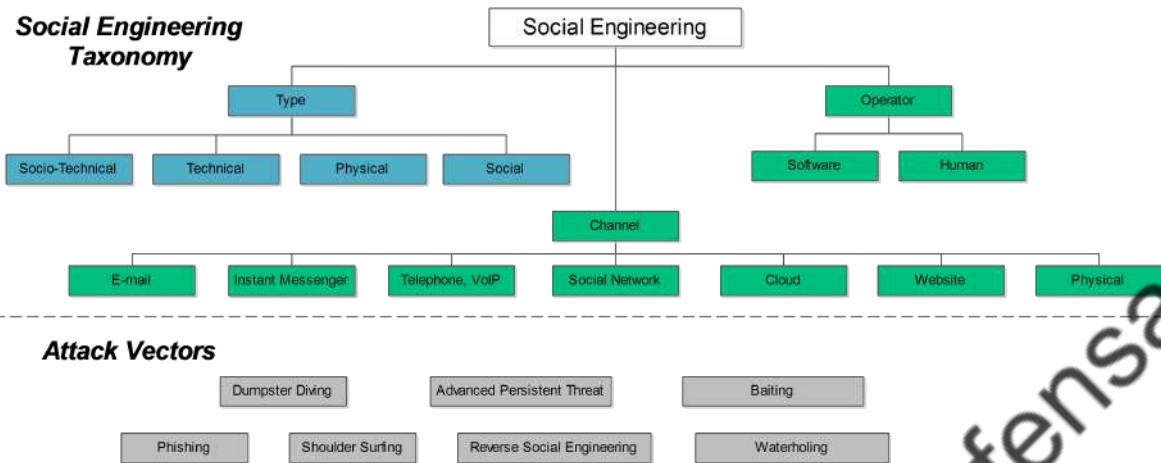 Social Engineering
Taxonomy
Social Engineering
Type
Operator
Socio-Technical
Technical
Physical
Social
Software
Human
Channel
E-mail
Instant Messenger
Telephone, VoIP
Social Network
Cloud
Website
Physical
Attack Vectors
Dumpster Diving
Advanced Persistent Threat
Baiting
Phishing
Shoulder Surfing
Reverse Social Engineering
Waterholing